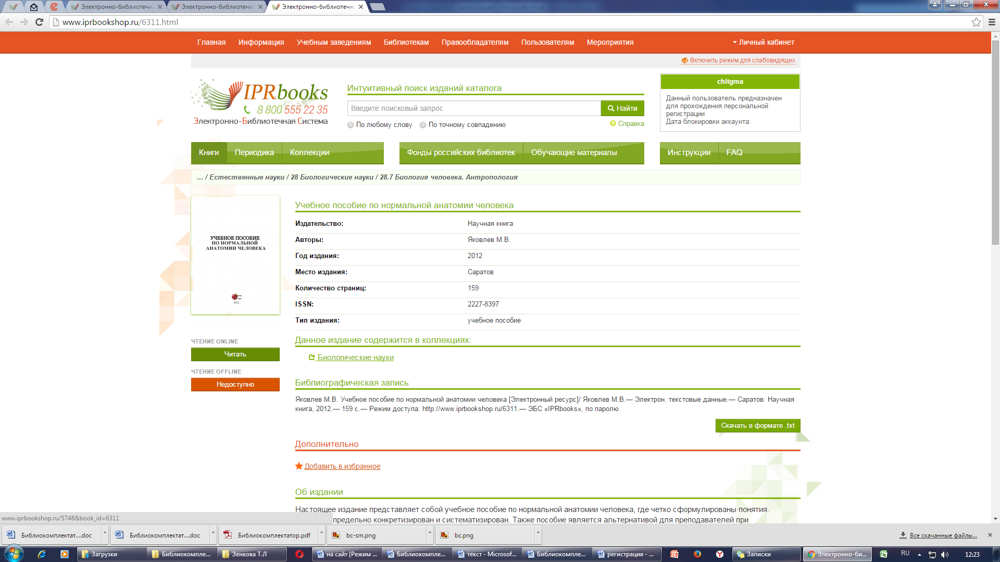 Электронно-библиотечн
Электронно-библиотечн
Электронно-библиотечн
www.iprbookshop.ru/6311.html
Главная Информация Учебным заведениям Библиотекам Правообладателям Пользователям Мероприятия Личный кабинет
Включить режим для слабовидящих
IPRbooks
8 800 555 22 35
Электронно-Библиотечная Система
Интуитивный поиск изданий каталога
Введите поисковый запрос Найти
По любому слову По точному совпадению Справка
chitgma
Данный пользователь предназначен
для прохождения персональной
регистрации
Дата блокировки аккаунта:
Книги Периодика Коллекции Фонды российских библиотек Обучающие материалы Инструкции FAQ
... / Естественные науки / 28 Биологические науки / 28.7 Биология человека. Антропология
УЧЕБНОЕ ПОСОБИЕ
ПО НОРМАЛЬНОЙ
АНАТОМИИ ЧЕЛОВЕКА
2012
ЧТЕНИЕ ONLINE
Читать
ЧТЕНИЕ OFFLINE
Недоступно
Учебное пособие по нормальной анатомии человека
Издательство: Научная книга
Авторы: Яковлев М.В.
Год издания: 2012
Место издания: Саратов
Количество страниц: 159
ISSN: 2227-8397
Тип издания: учебное пособие
Данное издание содержится в коллекциях:
Биологические науки
Библиографическая запись
Яковлев М.В. Учебное пособие по нормальной анатомии человека [Электронный ресурс]/ Яковлев М.В.— Электрон. текстовые данные.— Саратов: Научная
книга, 2012.— 159 c.— Режим доступа: http://www.iprbookshop.ru/6311.— ЭБС «IPRbooks», по паролю
Скачать в формате .txt
Дополнительно
Добавить в избранное
Об издании
Настоящее издание представляет собой учебное пособие по нормальной анатомии человека, где четко сформулированы понятия.
предельно конкретизирован и систематизирован. Также пособие является альтернативой для преподавателей при
www.iprbookshop.ru/5748&book_id=6311
Библиокомплектат....doc Библиокомплектат....doc Библиокомплектатор.pdf bc-sm.png bc.png Все скачанные файлы...
Загрузки Библиокомпле... Зенкова Т.Л на сайт [Режим ... Библиокомпле... текст - Microsof... Библиокомпле... регистрация - ... Записки Электронно-би... RU 12:23